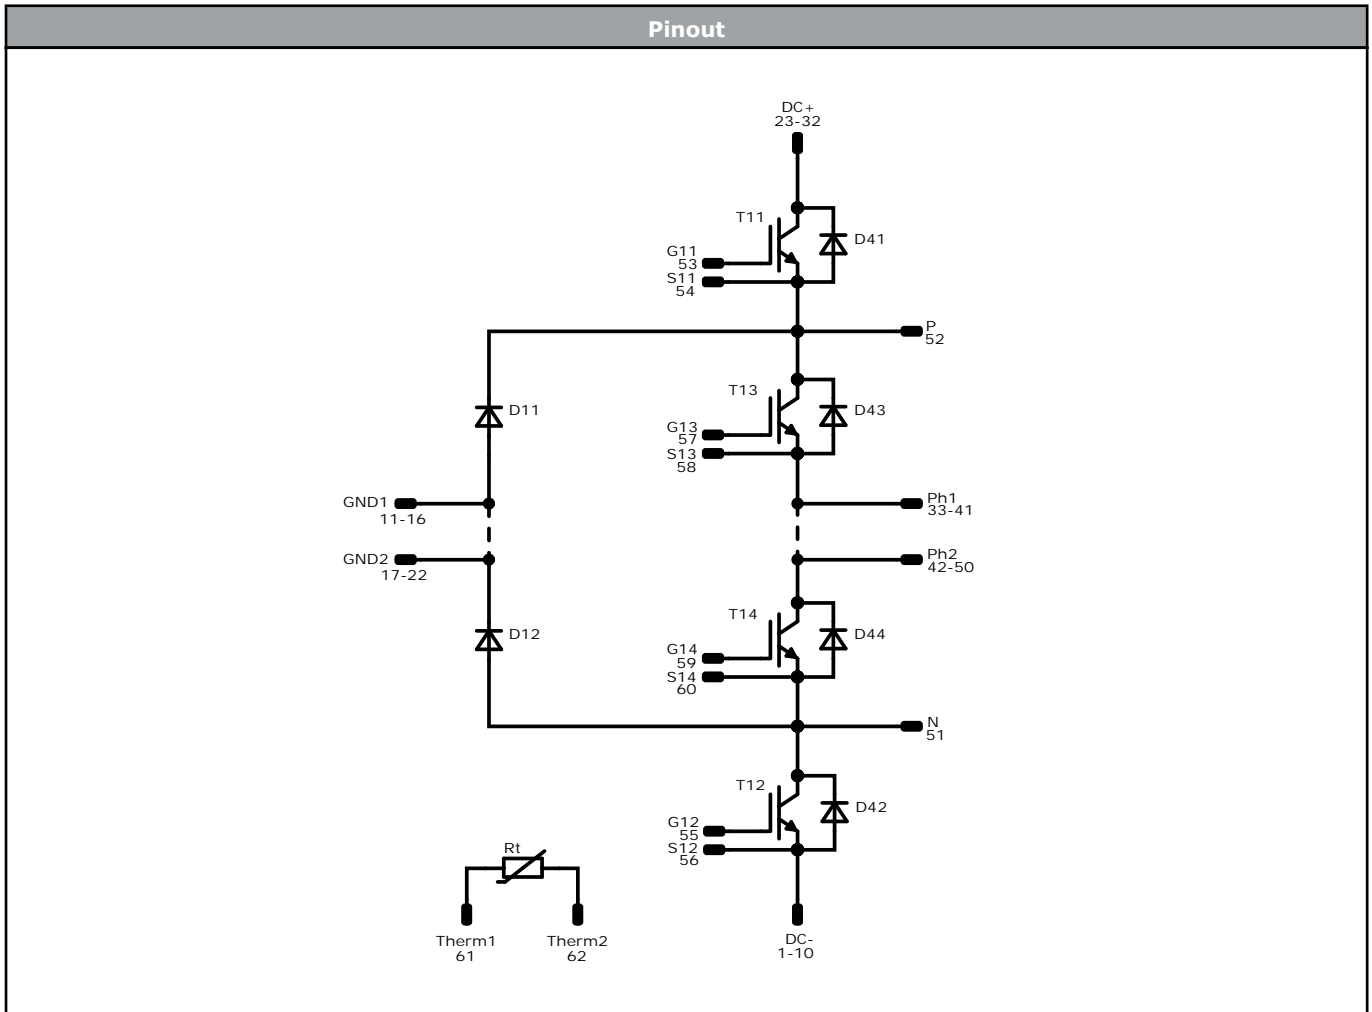 Pinout
DC+
23-32
T11
D41
G11
53
S11
54
P
52
T13
D11
D43
G13
57
S13
58
GND1
11-16
Ph1
33-41
GND2
17-22
Ph2
42-50
T14
D12
D44
G14
59
S14
60
N
51
T12
D42
G12
55
S12
56
Rt
Therm1
61
Therm2
62
DC-
1-10